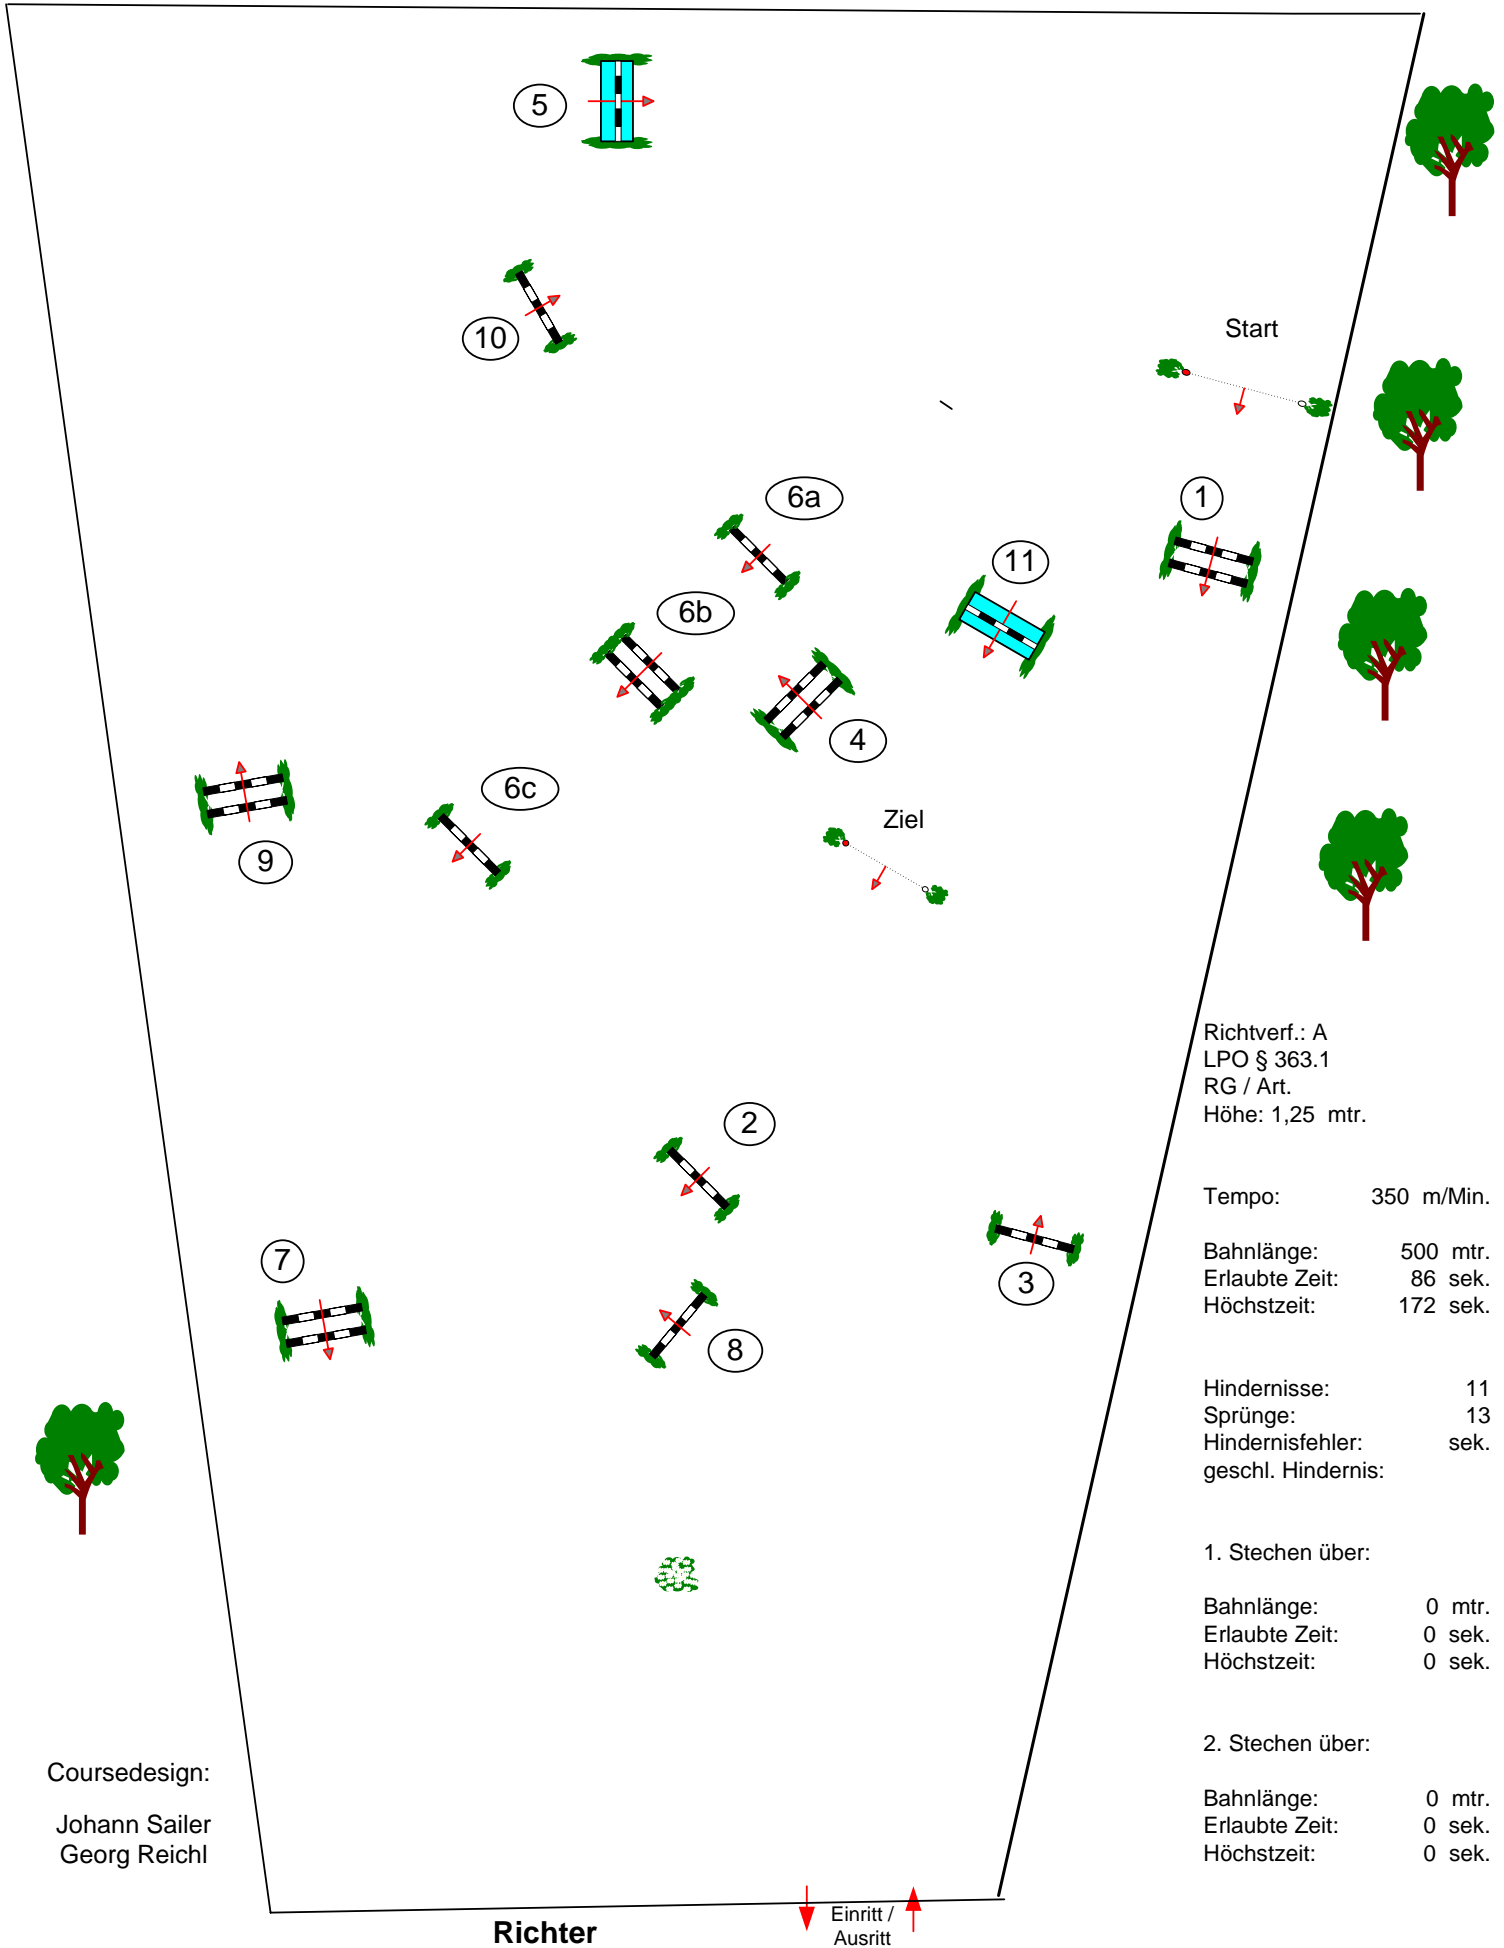 5
10
Start
6a
1
11
6b
4
6c
Ziel
9
Richtverf.: A
LPO § 363.1
RG / Art.
Höhe: 1,25 mtr.
2
Tempo: 350 m/Min.
7
3
Bahnlänge: 500 mtr.
Erlaubte Zeit: 86 sek.
Höchstzeit: 172 sek.
8
Hindernisse: 11
Sprünge: 13
Hindernisfehler: sek.
geschl. Hindernis:
1. Stechen über:
Bahnlänge: 0 mtr.
Erlaubte Zeit: 0 sek.
Höchstzeit: 0 sek.
2. Stechen über:
Bahnlänge: 0 mtr.
Erlaubte Zeit: 0 sek.
Höchstzeit: 0 sek.
Coursedesign:
Johann Sailer
Georg Reichl
Richter
Einritt /
Ausritt